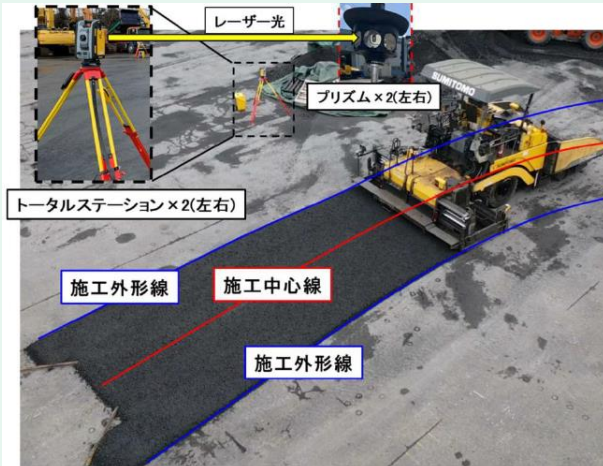 レーザー光
プリズム×2(左右)
SUMITOMO
トータルステーション×2(左右)
施工外形線
施工中心線
施工外形線